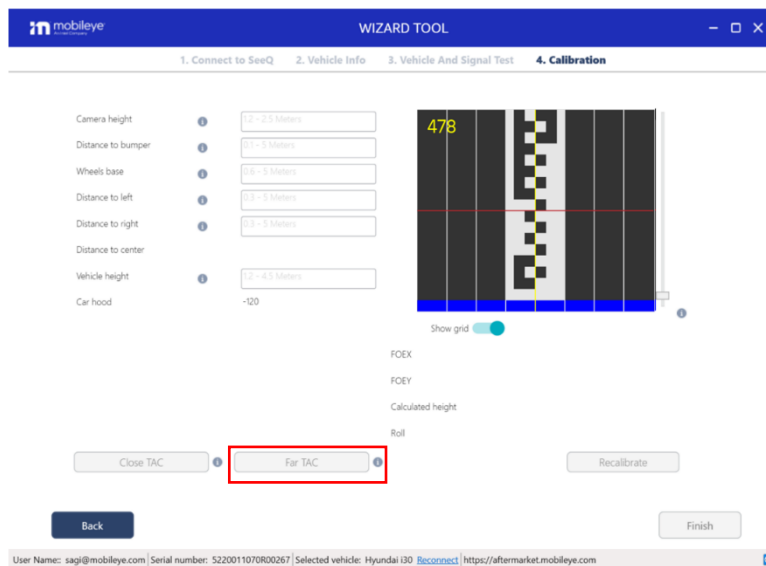 mobileye
WIZARD TOOL
1. Connect to SeeQ 2. Vehicle Info 3. Vehicle And Signal Test 4. Calibration
Camera height 1.2 - 2.5 Meters
Distance to bumper 0.1 - 5 Meters
Wheels base 0.6 - 5 Meters
Distance to left 0.3 - 5 Meters
Distance to right 0.3 - 5 Meters
Distance to center
Vehicle height 1.2 - 4.5 Meters
Car hood -120
478
Show grid
FOEX
FOEY
Calculated height
Roll
Close TAC Far TAC Recalibrate
Back Finish
User Name: sagi@mobileye.com Serial number: 5220011070R00267 Selected vehicle: Hyundai i30 Reconnect https://aftermarket.mobileye.com